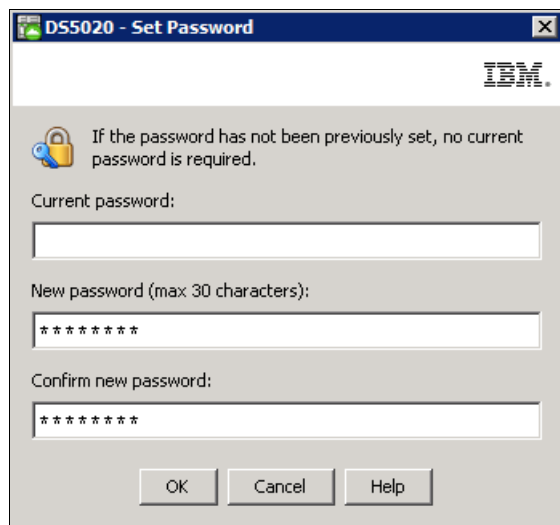 DS5020 - Set Password
IBM.
If the password has not been previously set, no current
password is required.
Current password:
New password (max 30 characters):
********
Confirm new password:
********
OK Cancel Help